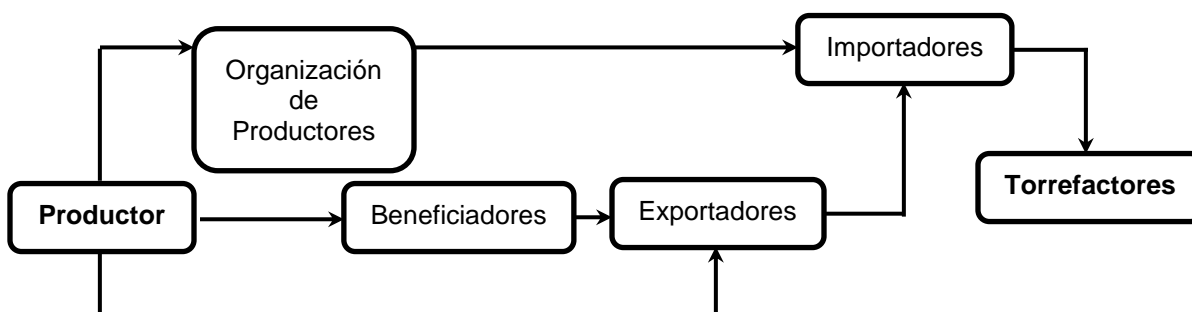 Importadores
Organización
de
Productores
Torrefactores
Productor
Beneficiadores
Exportadores